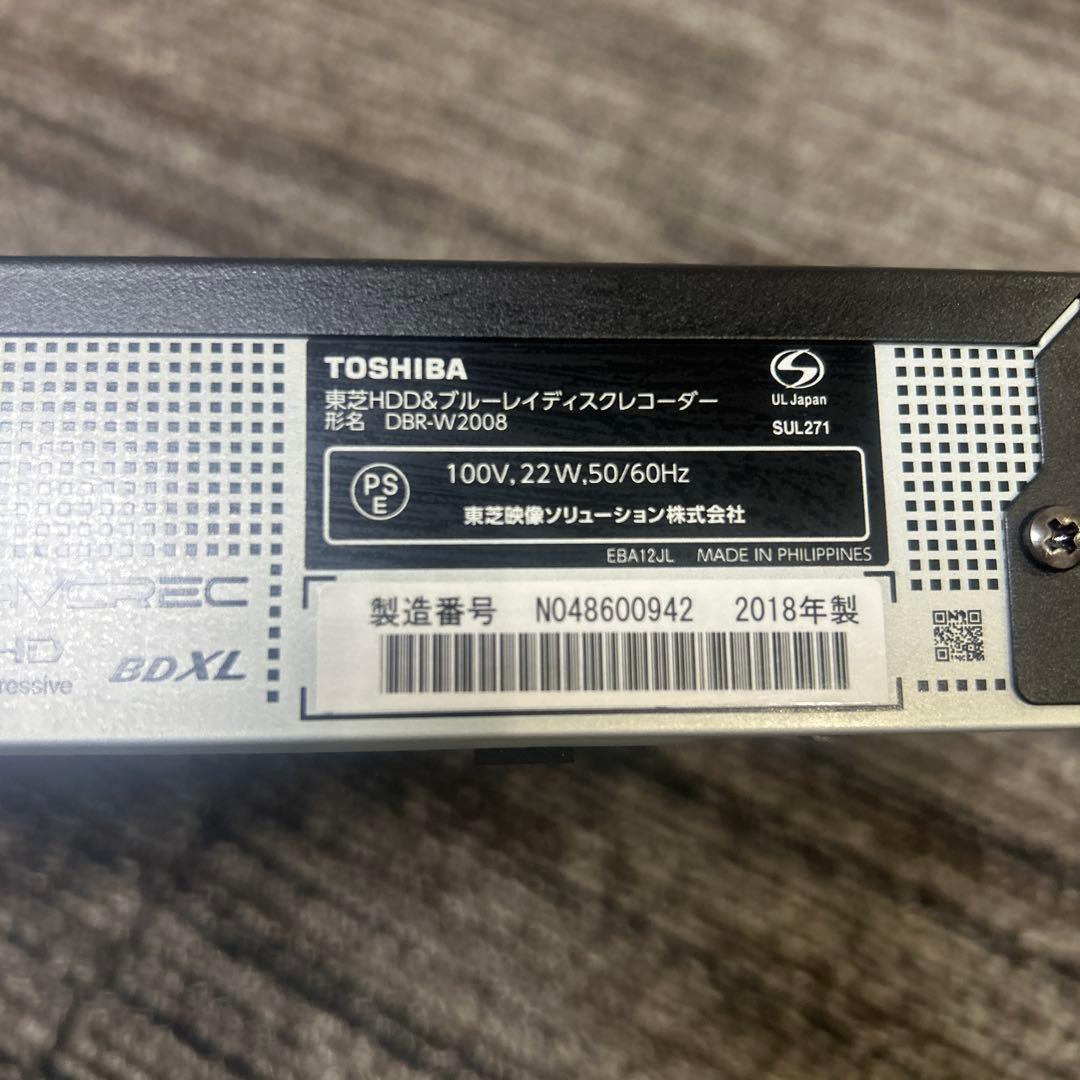 TOSHIBA
東芝HDD&ブルーレイディスクレコーダー
形名 DBR-W2008
UL Japan
SUL271
PS
E
100V, 22W, 50/60Hz
東芝映像ソリューション株式会社
EBA12JL MADE IN PHILIPPINES
製造番号 N048600942 2018年製
BDXL